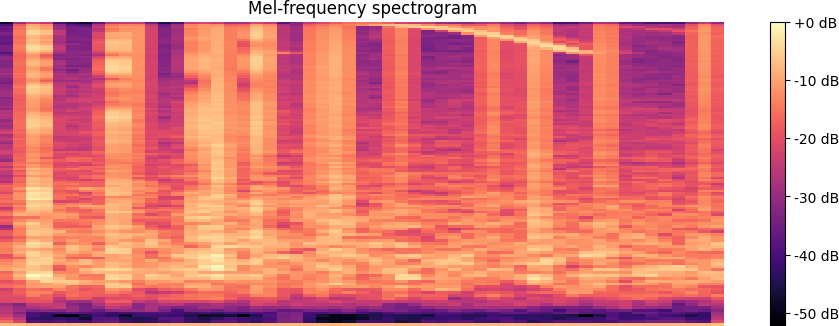 Mel-frequency spectrogram
+0 dB
-10 dB
-20 dB
-30 dB
-40 dB
-50 dB